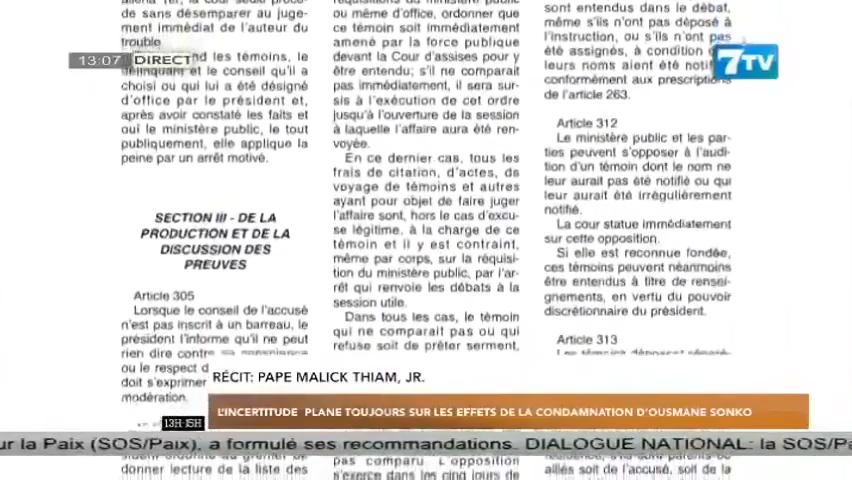 de sans désemparer au juge-
ment immédiat de l'auteur du
trouble
nd les témoins, le
délinquant et le conseil qu'il a
choisi ou qui lui a été désigné
d'office par le président et,
après avoir constaté les faits et
oui le ministère public, le tout
publiquement, elle applique la
peine par un arrêt motivé.
SECTION III - DE LA
PRODUCTION ET DE LA
DISCUSSION DES
PREUVES
Article 305
Lorsque le conseil de l'accusé
n'est pas inscrit à un barreau, le
président l'informe qu'il ne peut
rien dire contre
ou le respect d
doit s'exprimer
modération.
donner lecture de la liste des
ou même d'office, ordonner que
ce témoin soit immédiatement
amené par la force publique
devant la Cour d'assises pour y
être entendu; s'il ne comparait
pas immédiatement, il sera sur-
sis à l'exécution de cet ordre
jusqu'à l'ouverture de la session
à laquelle l'affaire aura été ren-
voyée.
En ce dernier cas, tous les
frais de citation, d'actes, de
voyage de témoins et autres
ayant pour objet de faire juger
l'affaire sont, hors le cas d'excu-
se légitime, à la charge de ce
témoin et il y est contraint,
même par corps, sur la réquisi-
tion du ministère public, par l'ar-
rêt qui renvoie les débats à la
session utile.
Dans tous les cas, le témoin
qui ne comparait pas ou qui
refuse soit de prêter serment,
pas comparu. L'opposition
s'exerce dans les cinq jours de
sont entendus dans le débat,
même s'ils n'ont pas déposé à
l'instruction, ou s'ils n'ont pas
été assignés, à condition
leurs noms aient été notif
conformément aux prescriptions
de l'article 263.
Article 312
Le ministère public et les par-
ties peuvent s'opposer à l'audi-
tion d'un témoin dont le nom ne
leur aurait pas été notifié ou qui
leur aurait été irrégulièrement
notifié.
La cour statue immédiatement
sur cette opposition.
Si elle est reconnue fondée,
ces témoins peuvent néanmoins
être entendus à titre de rensei-
gnements, en vertu du pouvoir
discrétionnaire du président.
Article 313
alliés soit de l'accusé, soit de la
13:07 DIRECT
7TV
RÉCIT: PAPE MALICK THIAM, JR.
L'INCERTITUDE PLANE TOUJOURS SUR LES EFFETS DE LA CONDAMNATION D'OUSMANE SONKO
13H-15H
ur la Paix (SOS/Paix), a formulé ses recommandations. DIALOGUE NATIONAL: la SOS/Pa